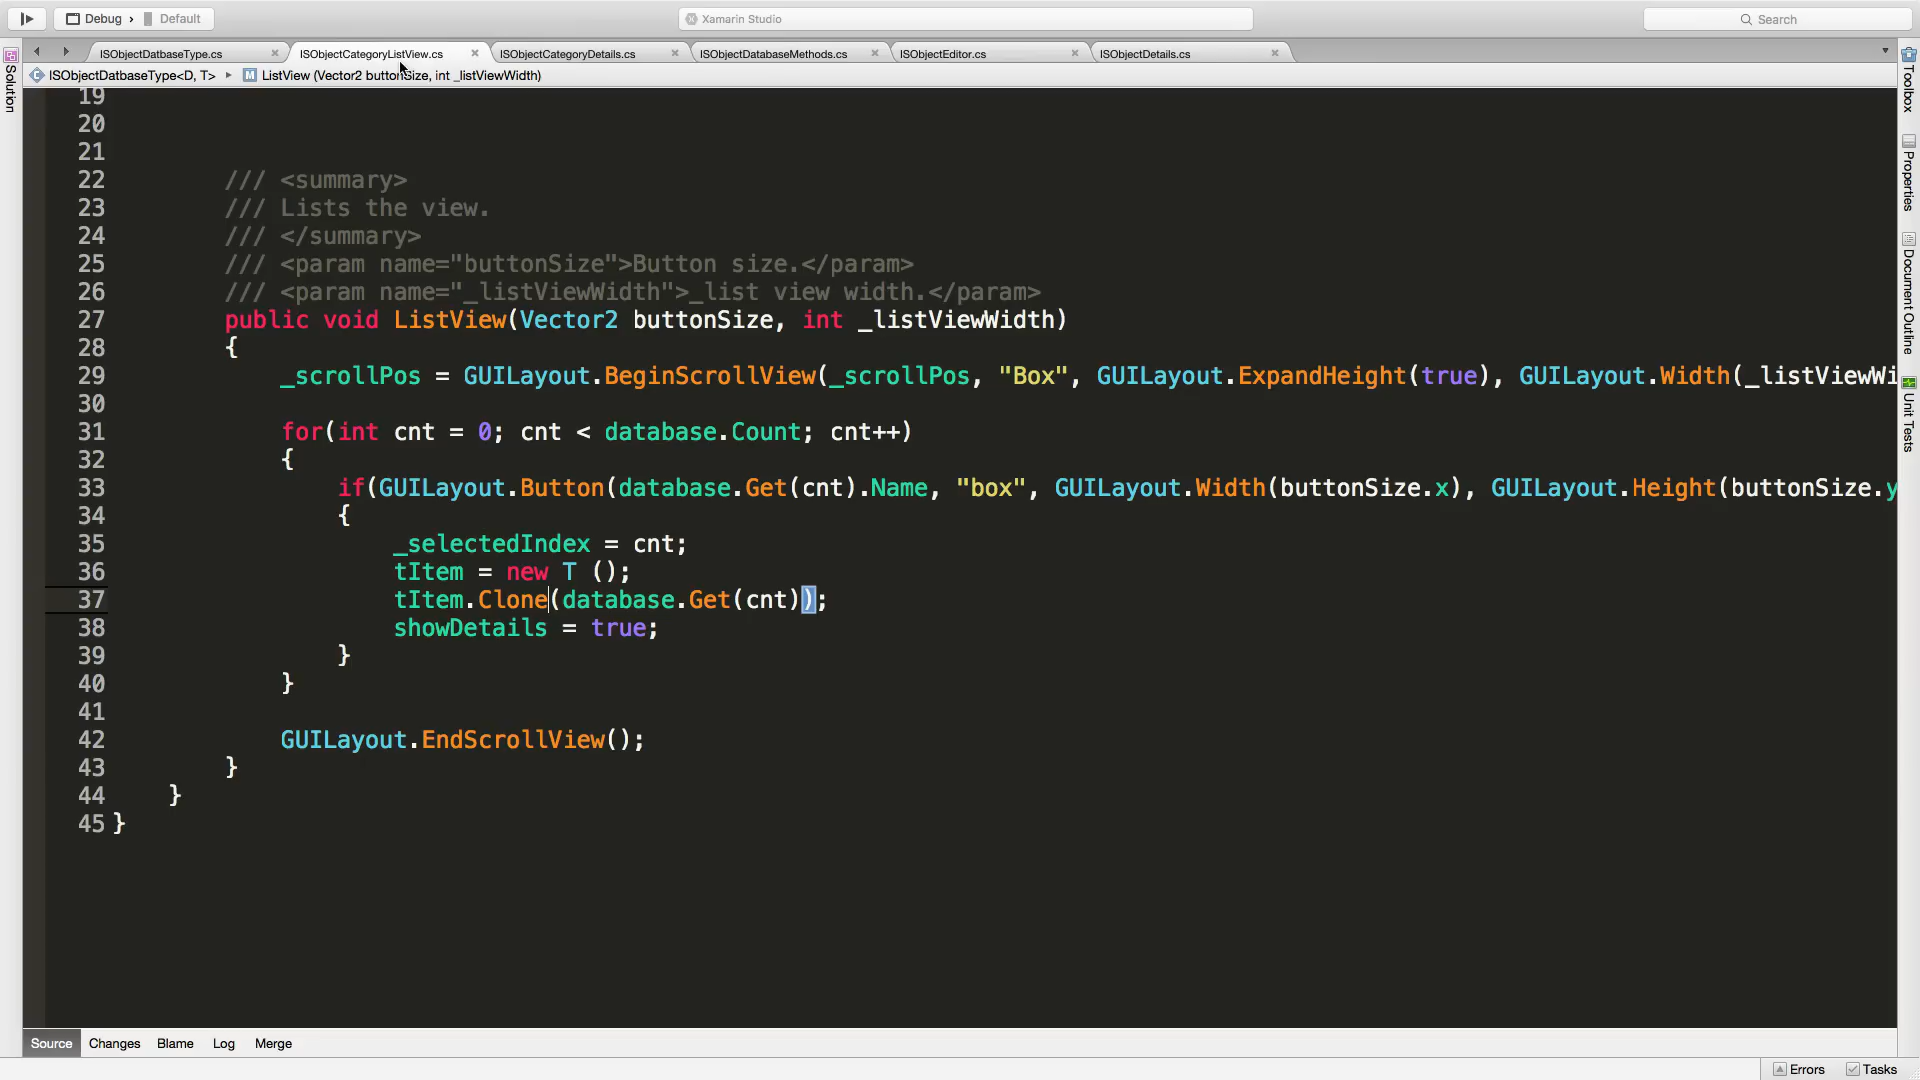 Debug › Default
Xamarin Studio
Search
ISObjectDatbaseType.cs
ISObjectCategoryListView.cs
ISObjectCategoryDetails.cs
ISObjectDatabaseMethods.cs
ISObjectEditor.cs
ISObjectDetails.cs
ISObjectDatbaseType<D, T> ▸ M ListView (Vector2 buttonSize, int _listViewWidth)
Solution
Toolbox
Properties
Document Outline
Unit Tests
19
20
21
22 /// <summary>
23 /// Lists the view.
24 /// </summary>
25 /// <param name="buttonSize">Button size.</param>
26 /// <param name="_listViewWidth">_list view width.</param>
27 public void ListView(Vector2 buttonSize, int _listViewWidth)
28 {
29 _scrollPos = GUILayout.BeginScrollView(_scrollPos, "Box", GUILayout.ExpandHeight(true), GUILayout.Width(_listViewWi
30
31 for(int cnt = 0; cnt < database.Count; cnt++)
32 {
33 if(GUILayout.Button(database.Get(cnt).Name, "box", GUILayout.Width(buttonSize.x), GUILayout.Height(buttonSize.y
34 {
35 _selectedIndex = cnt;
36 tItem = new T ();
37 tItem.Clone(database.Get(cnt));
38 showDetails = true;
39 }
40 }
41
42 GUILayout.EndScrollView();
43 }
44 }
45 }
Source Changes Blame Log Merge
Errors Tasks